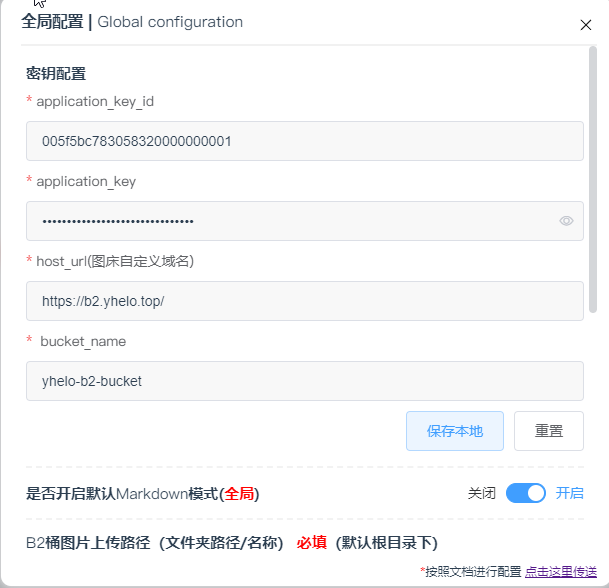 全局配置 | Global configuration
密钥配置
* application_key_id
005f5bc783058320000000001
* application_key
•••••••••••••••••••••••••••••••
* host_url(图床自定义域名)
https://b2.yhelo.top/
* bucket_name
yhelo-b2-bucket
保存本地 重置
是否开启默认Markdown模式(全局) 关闭 开启
B2桶图片上传路径（文件夹路径/名称） 必填（默认根目录下）
*按照文档进行配置 点击这里传送